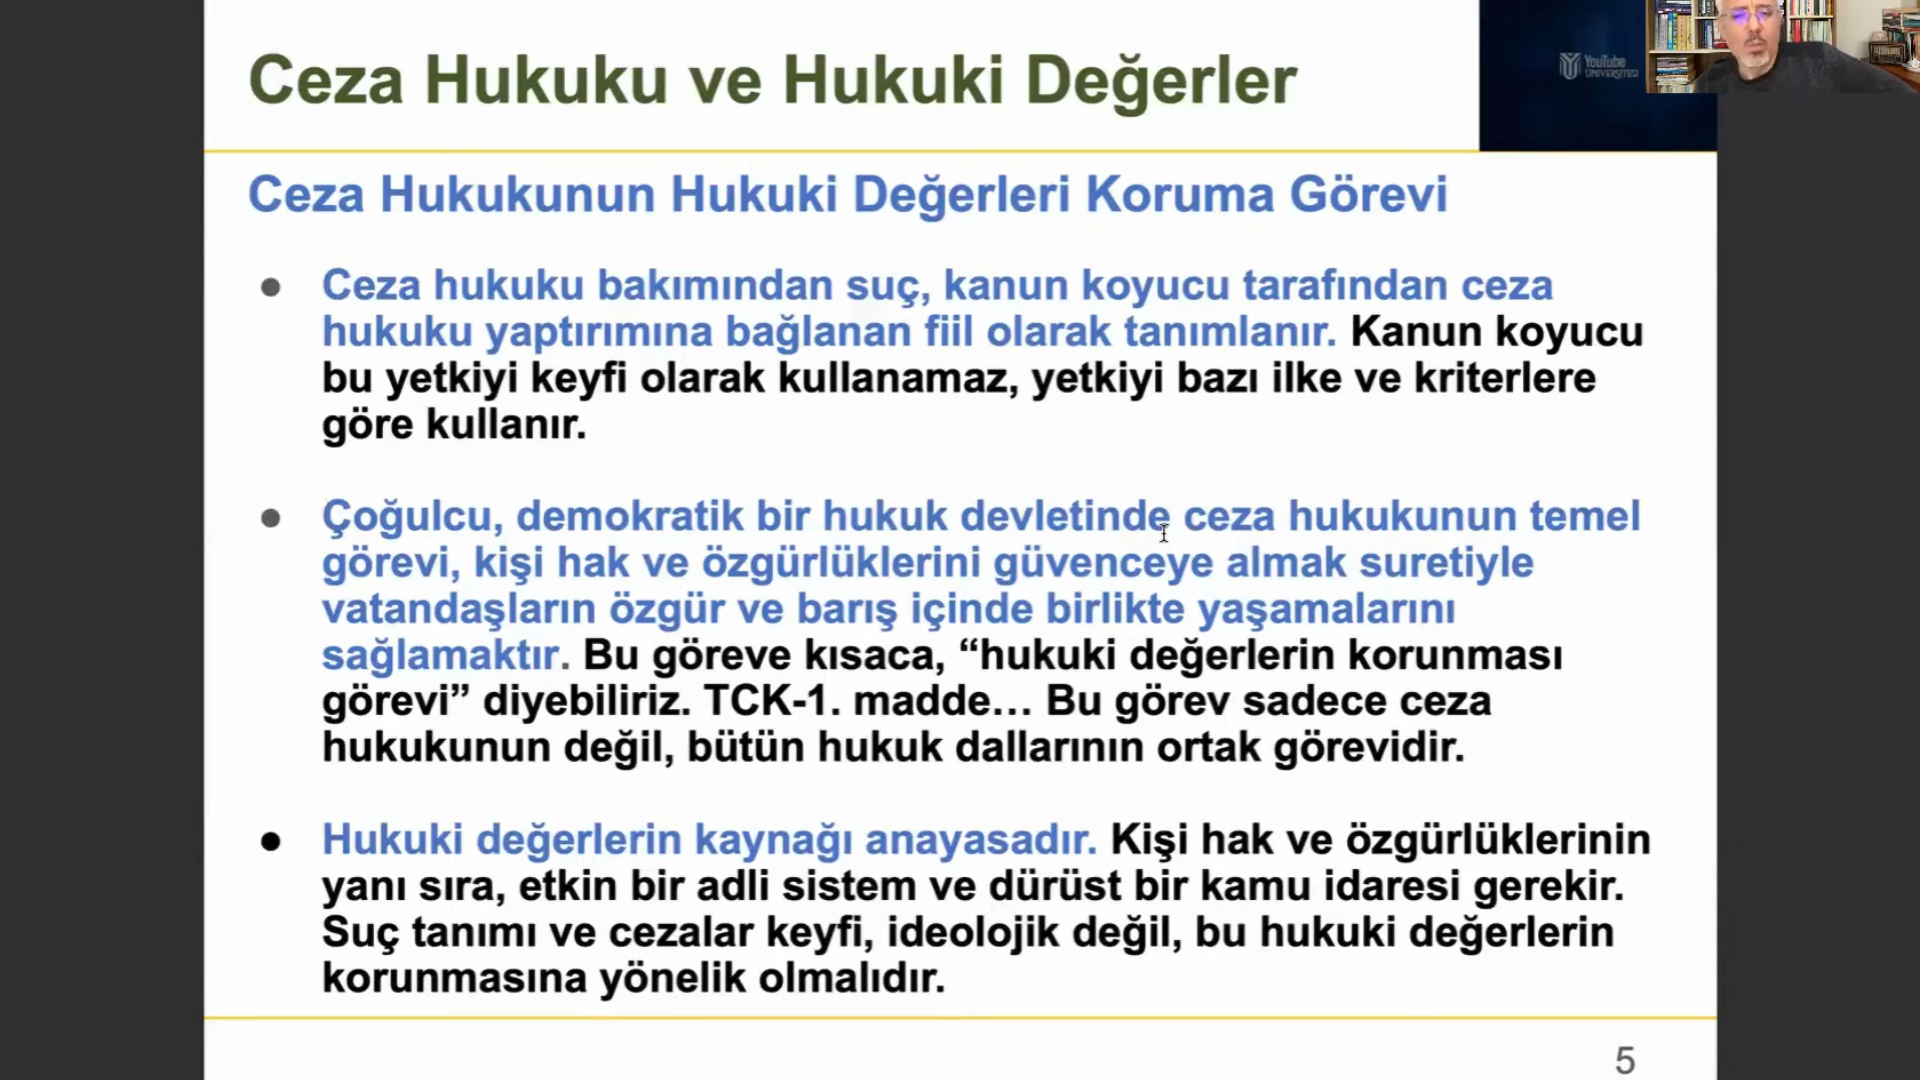 Ceza Hukuku ve Hukuki Değerler
YouTube
ÜNİVERSİTESİ
Ceza Hukukunun Hukuki Değerleri Koruma Görevi
● Ceza hukuku bakımından suç, kanun koyucu tarafından ceza
hukuku yaptırımına bağlanan fiil olarak tanımlanır. Kanun koyucu
bu yetkiyi keyfi olarak kullanamaz, yetkiyi bazı ilke ve kriterlere
göre kullanır.
● Çoğulcu, demokratik bir hukuk devletinde ceza hukukunun temel
görevi, kişi hak ve özgürlüklerini güvenceye almak suretiyle
vatandaşların özgür ve barış içinde birlikte yaşamalarını
sağlamaktır. Bu göreve kısaca, “hukuki değerlerin korunması
görevi” diyebiliriz. TCK-1. madde… Bu görev sadece ceza
hukukunun değil, bütün hukuk dallarının ortak görevidir.
● Hukuki değerlerin kaynağı anayasadır. Kişi hak ve özgürlüklerinin
yanı sıra, etkin bir adli sistem ve dürüst bir kamu idaresi gerekir.
Suç tanımı ve cezalar keyfi, ideolojik değil, bu hukuki değerlerin
korunmasına yönelik olmalıdır.
5